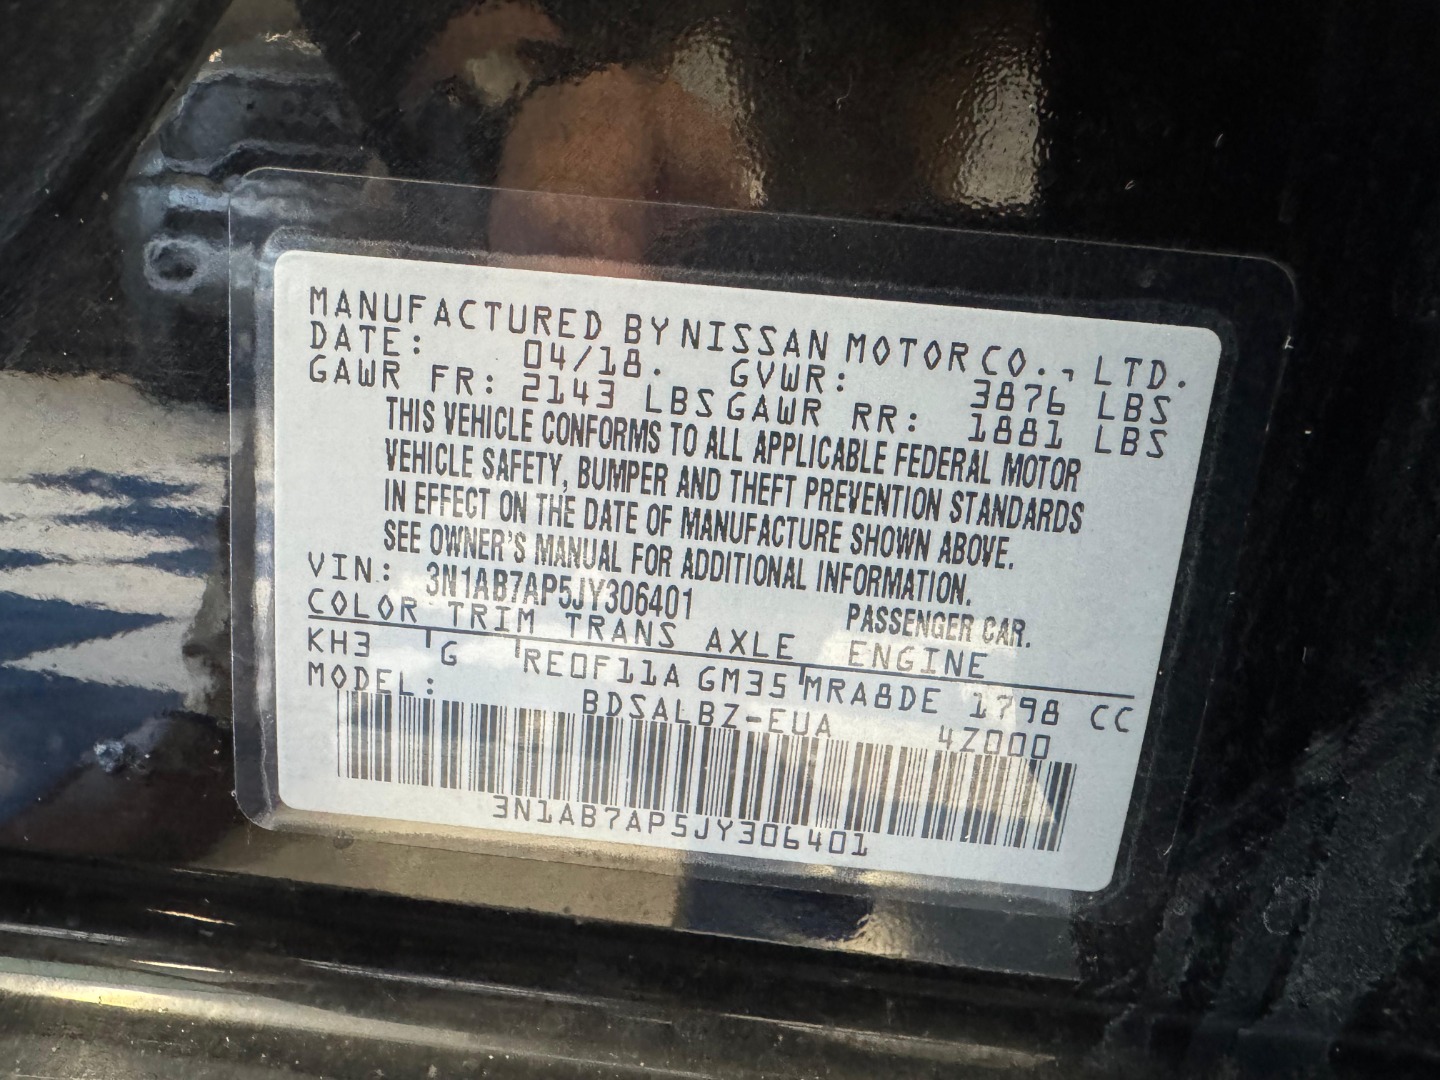 MANUFACTURED BY NISSAN MOTOR CO., LTD.
DATE: 04/18. GVWR: 3876 LBS
GAWR FR: 2143 LBS GAWR RR: 1881 LBS
THIS VEHICLE CONFORMS TO ALL APPLICABLE FEDERAL MOTOR
VEHICLE SAFETY, BUMPER AND THEFT PREVENTION STANDARDS
IN EFFECT ON THE DATE OF MANUFACTURE SHOWN ABOVE.
SEE OWNER'S MANUAL FOR ADDITIONAL INFORMATION.
VIN: 3N1AB7AP5JY306401 PASSENGER CAR.
COLOR TRIM TRANS AXLE ENGINE
KH3 G RE0F11A GM35 MRA8DE 1798 CC
MODEL: BDSALBZ-EUA 4Z000
3N1AB7AP5JY306401